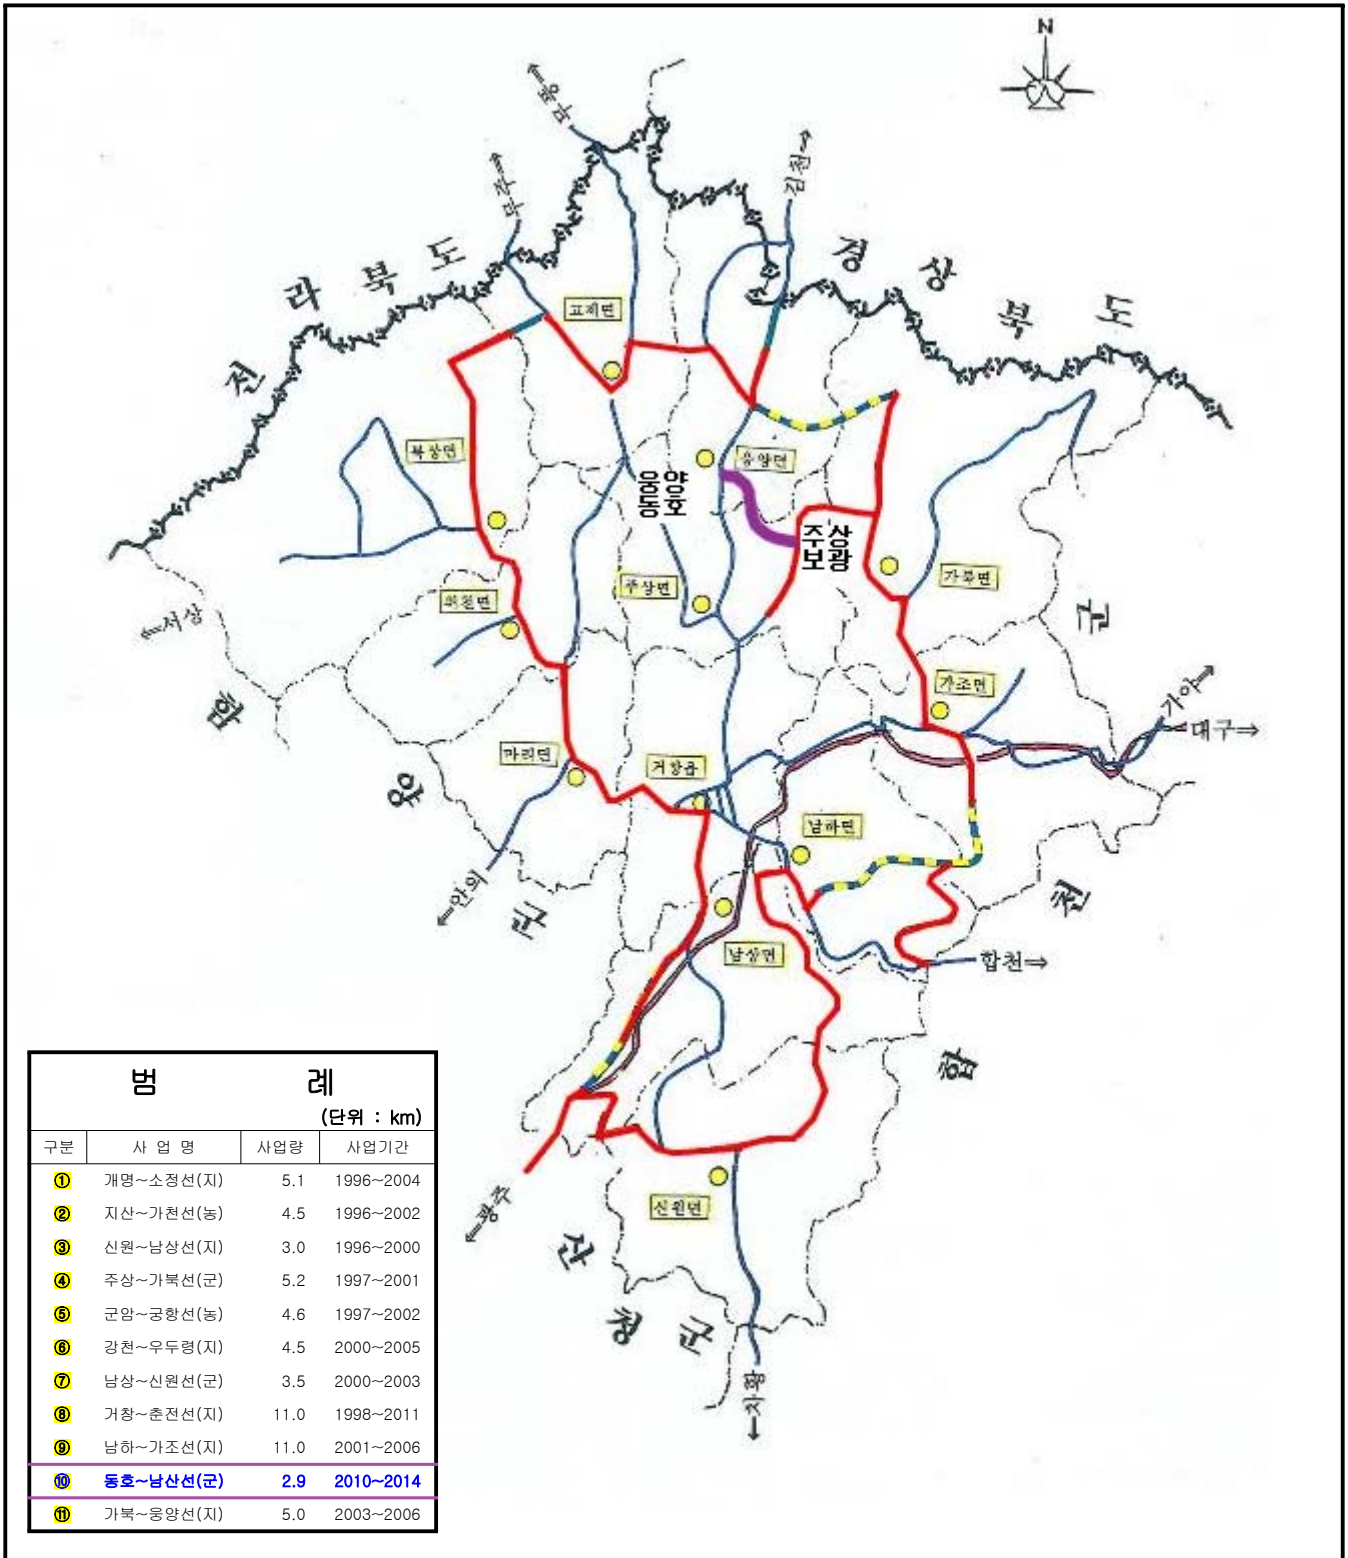 N
⇐무풍
⇐무주
김천⇒
전 라 북 도
경 상 북 도
고제면
북상면
웅양면
웅양
동호
주상
보광
위천면
주상면
가북면
⇐서상
가조면
가야⇒
대구⇒
함 양 군
마리면
거창읍
남하면
⇐안의
남상면
합천⇒
합 천 군
신원면
⇐광주
산 청 군
⇐차황
범 례
(단위 : km)
구분 사 업 명 사업량 사업기간
① 개명~소정선(지) 5.1 1996~2004
② 지산~가천선(농) 4.5 1996~2002
③ 신원~남상선(지) 3.0 1996~2000
④ 주상~가북선(군) 5.2 1997~2001
⑤ 군암~궁항선(농) 4.6 1997~2002
⑥ 강천~우두령(지) 4.5 2000~2005
⑦ 남상~신원선(군) 3.5 2000~2003
⑧ 거창~춘전선(지) 11.0 1998~2011
⑨ 남하~가조선(지) 11.0 2001~2006
⑩ 동호~남산선(군) 2.9 2010~2014
⑪ 가북~웅양선(지) 5.0 2003~2006